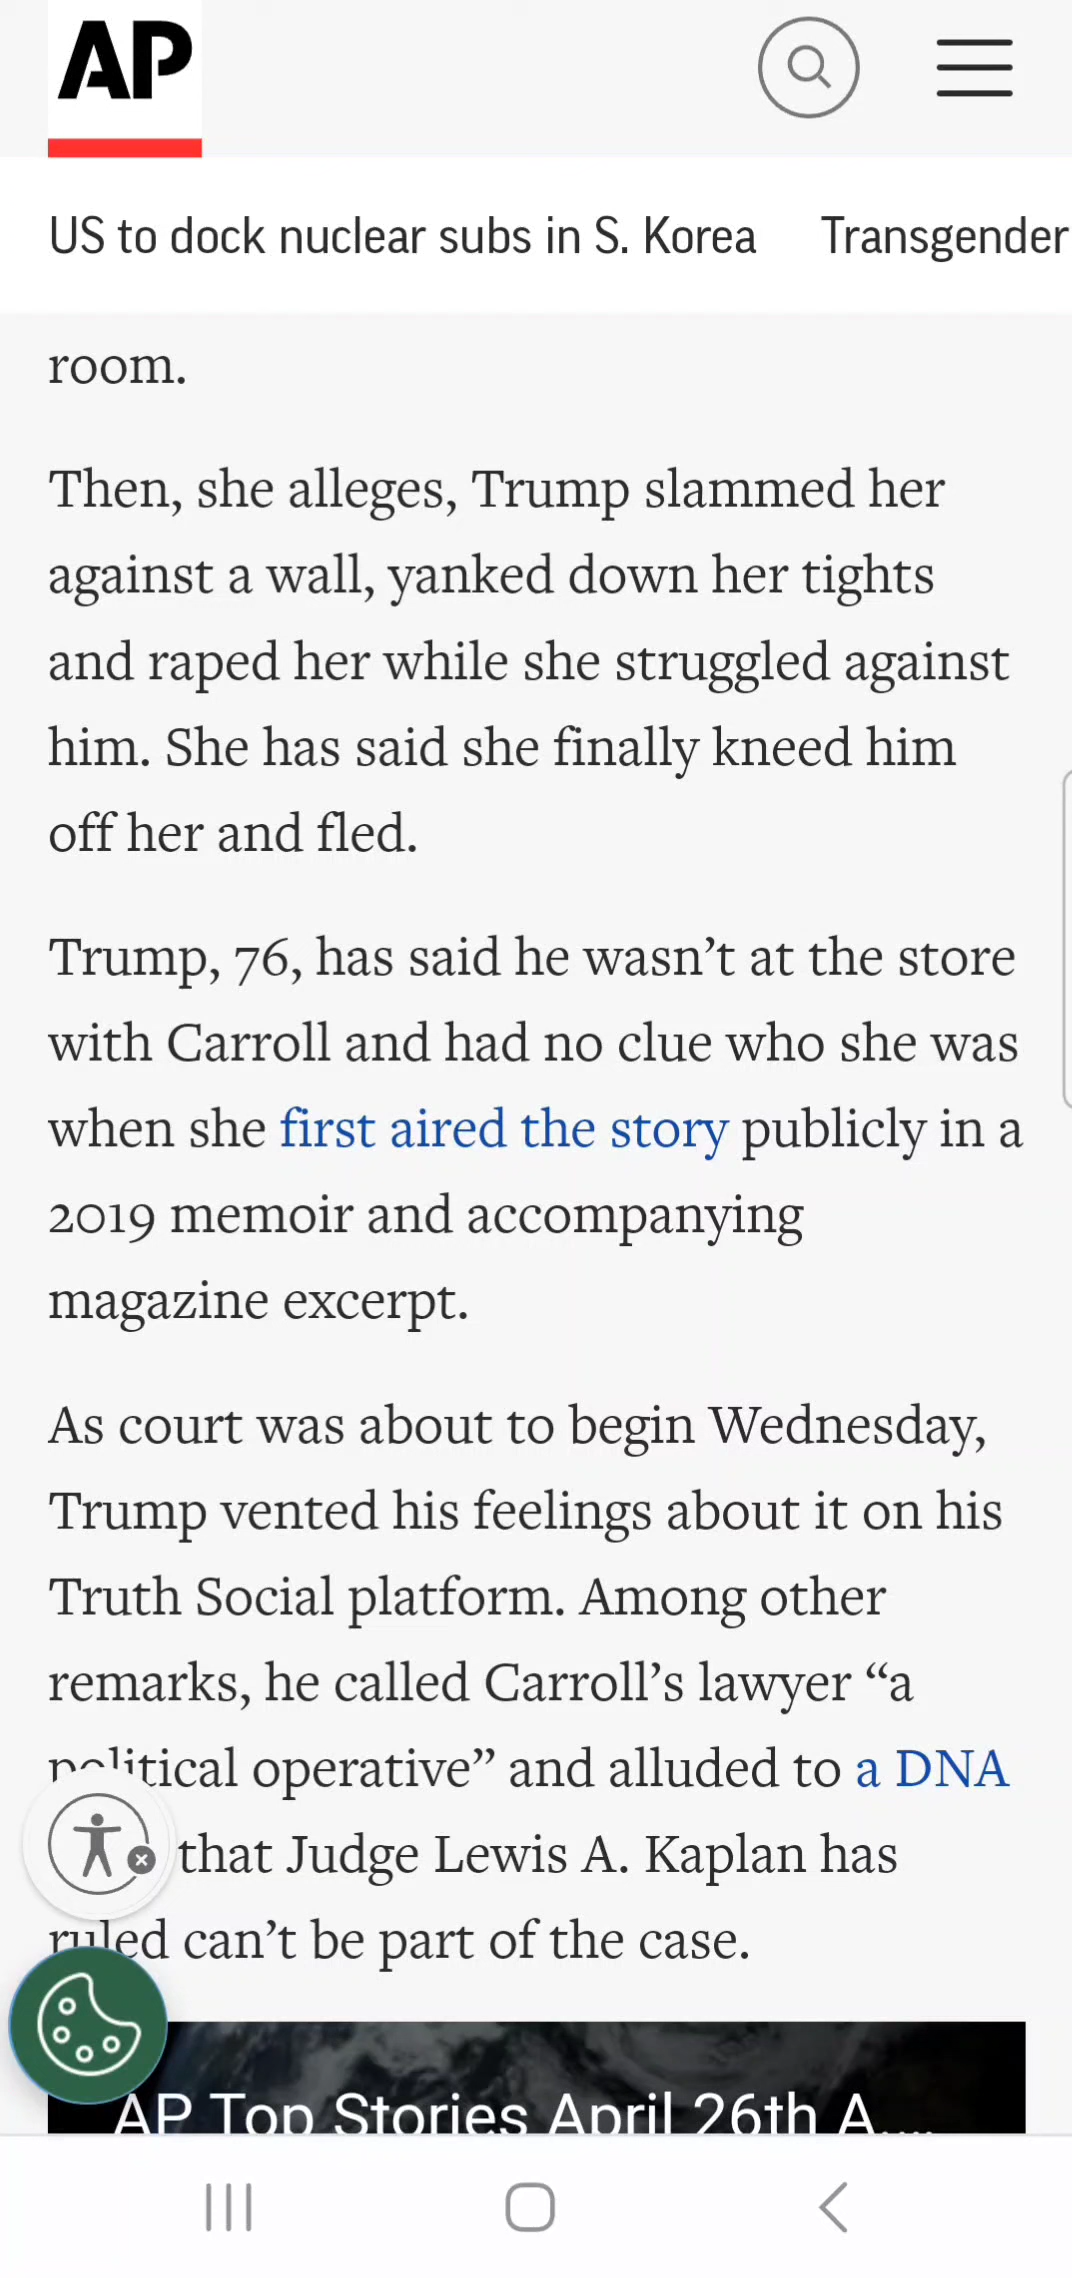 AP
US to dock nuclear subs in S. Korea Transgender
room.
Then, she alleges, Trump slammed her
against a wall, yanked down her tights
and raped her while she struggled against
him. She has said she finally kneed him
off her and fled.
Trump, 76, has said he wasn’t at the store
with Carroll and had no clue who she was
when she first aired the story publicly in a
2019 memoir and accompanying
magazine excerpt.
As court was about to begin Wednesday,
Trump vented his feelings about it on his
Truth Social platform. Among other
remarks, he called Carroll’s lawyer “a
political operative” and alluded to a DNA
that Judge Lewis A. Kaplan has
ruled can’t be part of the case.
AP Top Stories April 26th A....